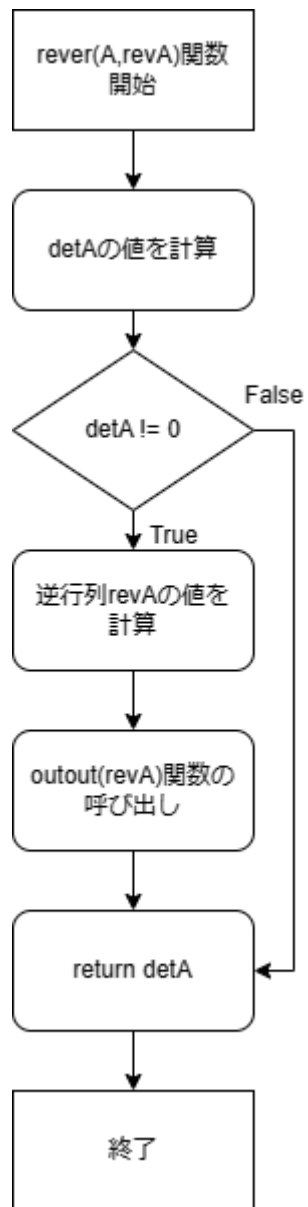 rever(A,revA)関数
開始
detAの値を計算
detA != 0
False
True
逆行列revAの値を
計算
outout(revA)関数の
呼び出し
return detA
終了